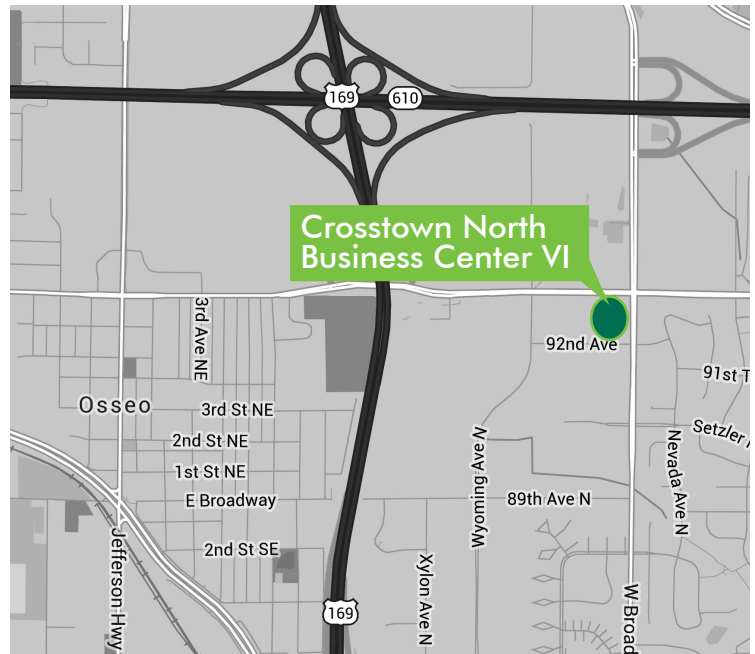 169
610
Crosstown North
Business Center VI
3rd Ave NE
92nd Ave
91st T
Osseo
3rd St NE
Setzler
2nd St NE
Nevada Ave N
Wyoming Ave N
1st St NE
E Broadway
89th Ave N
Jefferson Hwy
2nd St SE
Xylon Ave N
W Broad
169